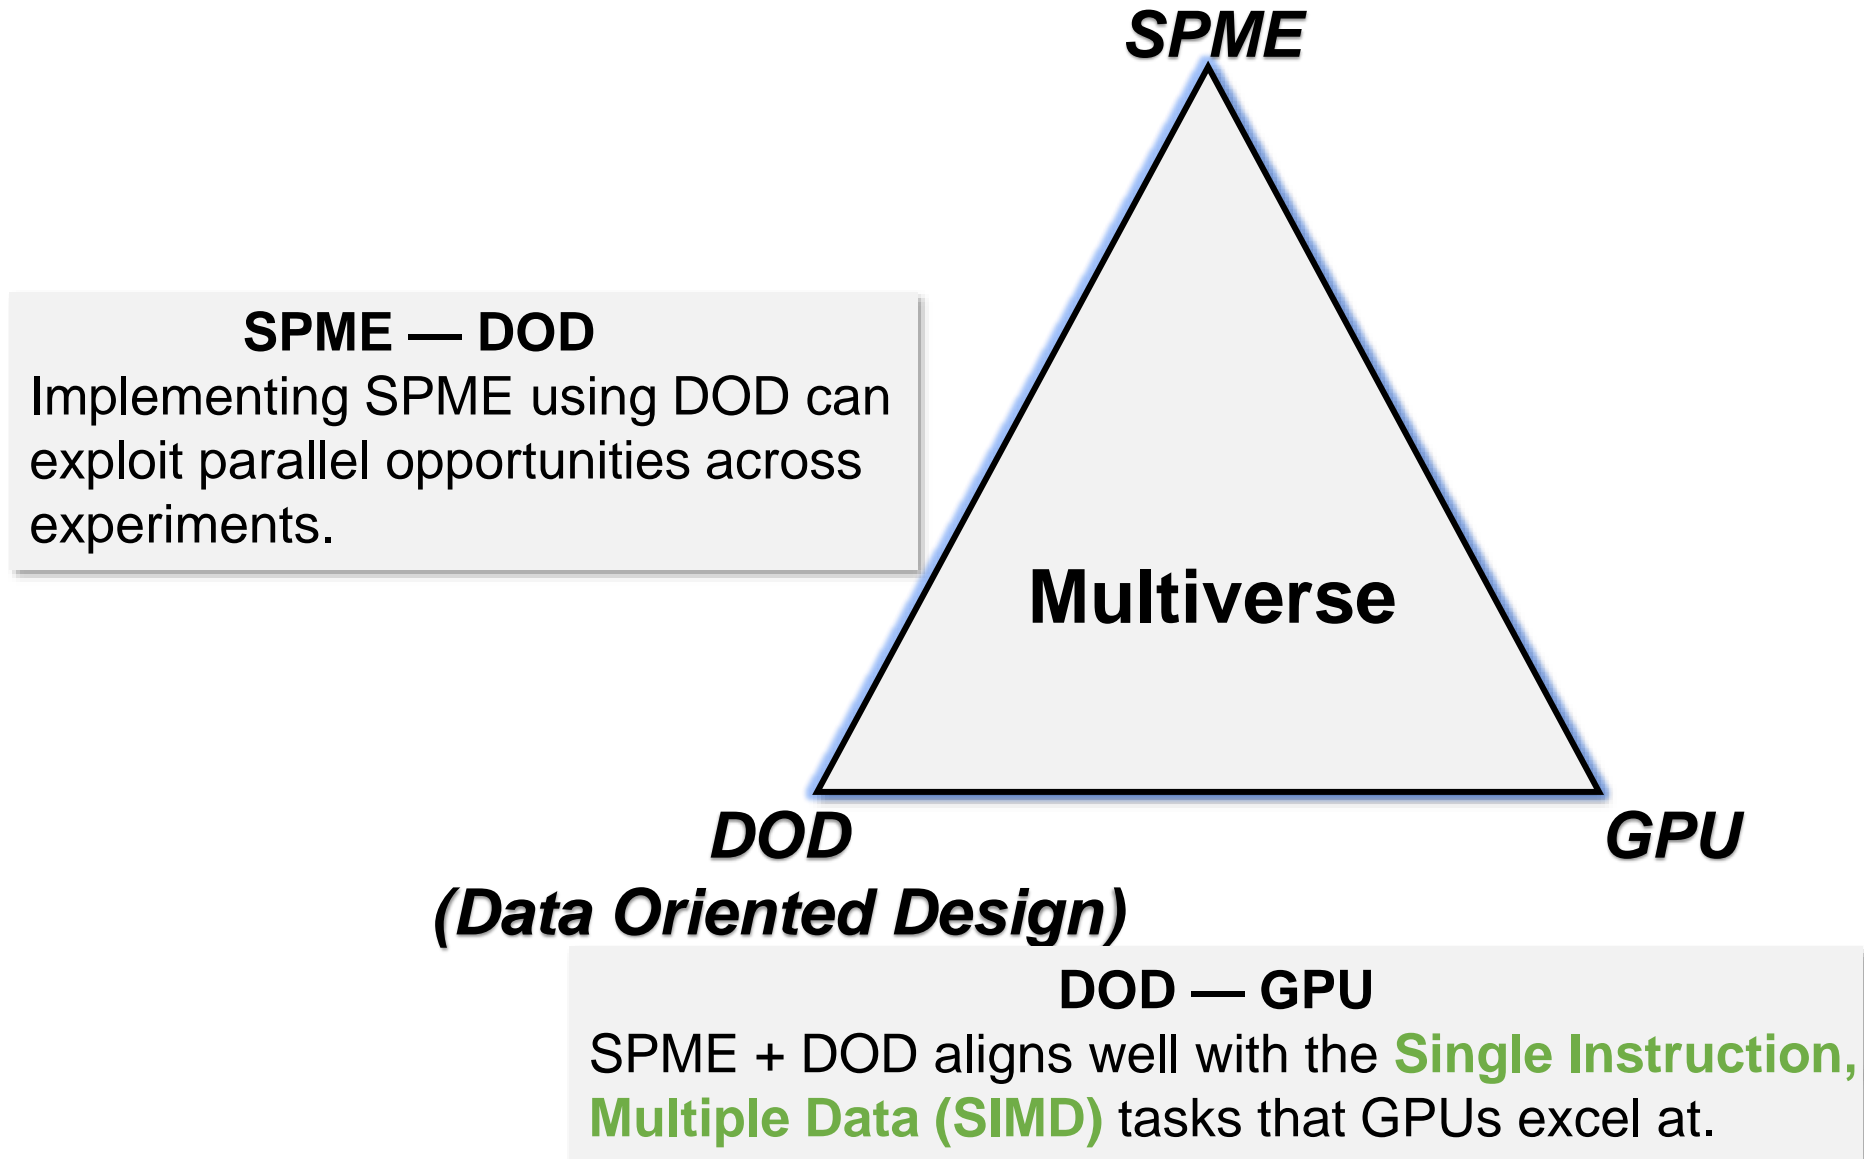 SPME
SPME — DOD
Implementing SPME using DOD can
exploit parallel opportunities across
experiments.
Multiverse
DOD
GPU
(Data Oriented Design)
DOD — GPU
SPME + DOD aligns well with the Single Instruction,
Multiple Data (SIMD) tasks that GPUs excel at.